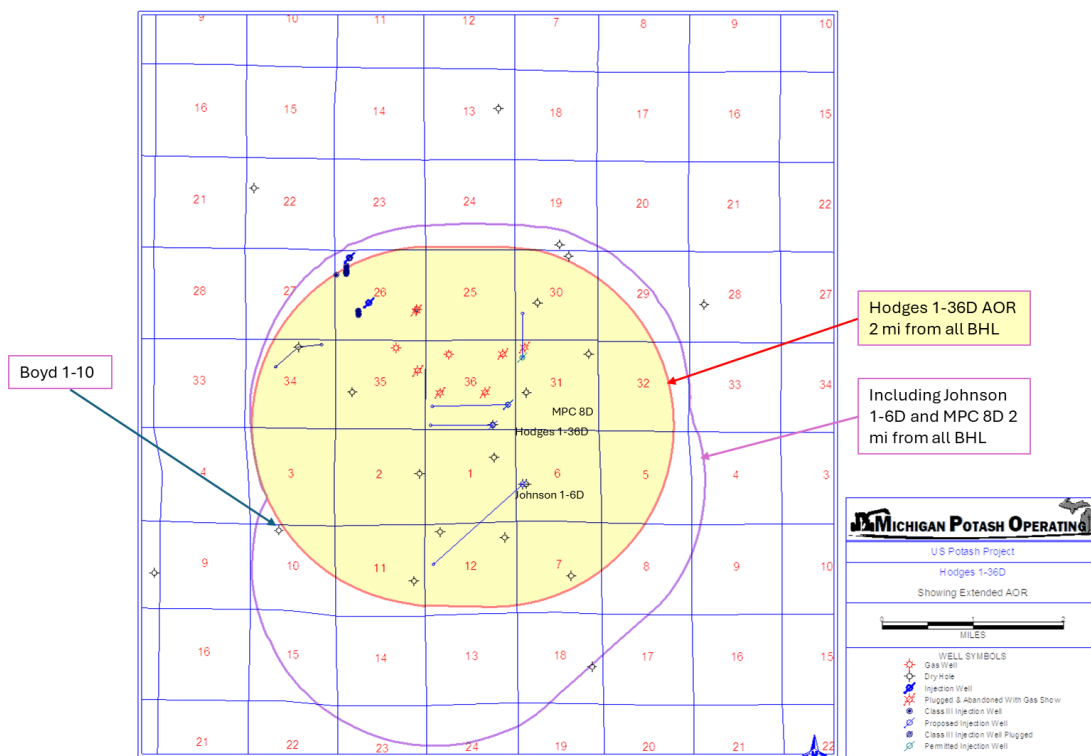 9 10 11 12 7 8 9 10
16 15 14 13 18 17 16 15
21 22 23 24 19 20 21 22
28 27 26 25 30 29 28 27
33 34 35 36 31 32 33 34
4 3 2 1 6 5 4 3
9 10 11 12 7 8 9 10
16 15 14 13 18 17 16 15
21 22 23 24 19 20 21 22
MPC 8D
Hodges 1-36D
Johnson 1-6D
Boyd 1-10
Hodges 1-36D AOR
2 mi from all BHL
Including Johnson
1-6D and MPC 8D 2
mi from all BHL
MICHIGAN POTASH OPERATING
US Potash Project
Hodges 1-36D
Showing Extended AOR
0 1 2
MILES
WELL SYMBOLS
Gas Well
Dry Hole
Injection Well
Plugged & Abandoned With Gas Show
Class III Injection Well
Proposed Injection Well
Class III Injection Well Plugged
Permitted Injection Well